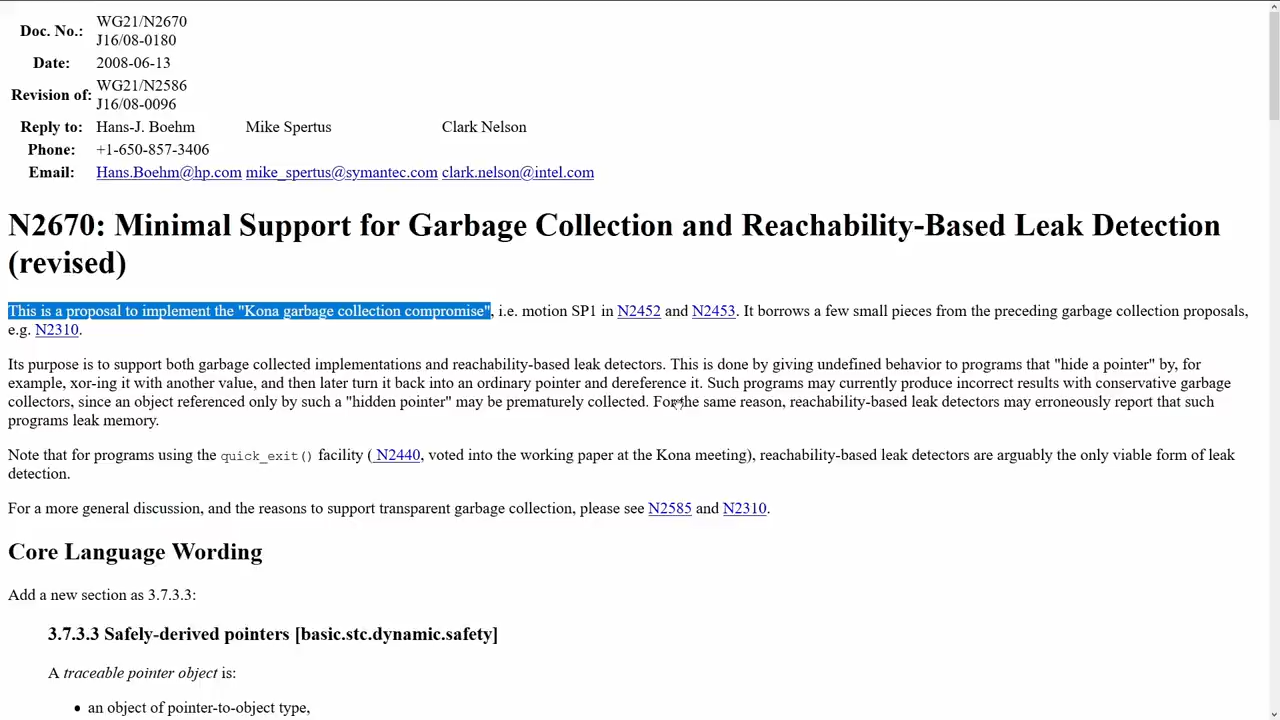 Doc. No.: WG21/N2670
J16/08-0180
Date: 2008-06-13
Revision of: WG21/N2586
J16/08-0096
Reply to: Hans-J. Boehm Mike Spertus Clark Nelson
Phone: +1-650-857-3406
Email: Hans.Boehm@hp.com mike_spertus@symantec.com clark.nelson@intel.com
N2670: Minimal Support for Garbage Collection and Reachability-Based Leak Detection
(revised)
This is a proposal to implement the "Kona garbage collection compromise", i.e. motion SP1 in N2452 and N2453. It borrows a few small pieces from the preceding garbage collection proposals,
e.g. N2310.
Its purpose is to support both garbage collected implementations and reachability-based leak detectors. This is done by giving undefined behavior to programs that "hide a pointer" by, for
example, xor-ing it with another value, and then later turn it back into an ordinary pointer and dereference it. Such programs may currently produce incorrect results with conservative garbage
collectors, since an object referenced only by such a "hidden pointer" may be prematurely collected. For the same reason, reachability-based leak detectors may erroneously report that such
programs leak memory.
Note that for programs using the quick_exit() facility ( N2440, voted into the working paper at the Kona meeting), reachability-based leak detectors are arguably the only viable form of leak
detection.
For a more general discussion, and the reasons to support transparent garbage collection, please see N2585 and N2310.
Core Language Wording
Add a new section as 3.7.3.3:
3.7.3.3 Safely-derived pointers [basic.stc.dynamic.safety]
A traceable pointer object is:
• an object of pointer-to-object type,